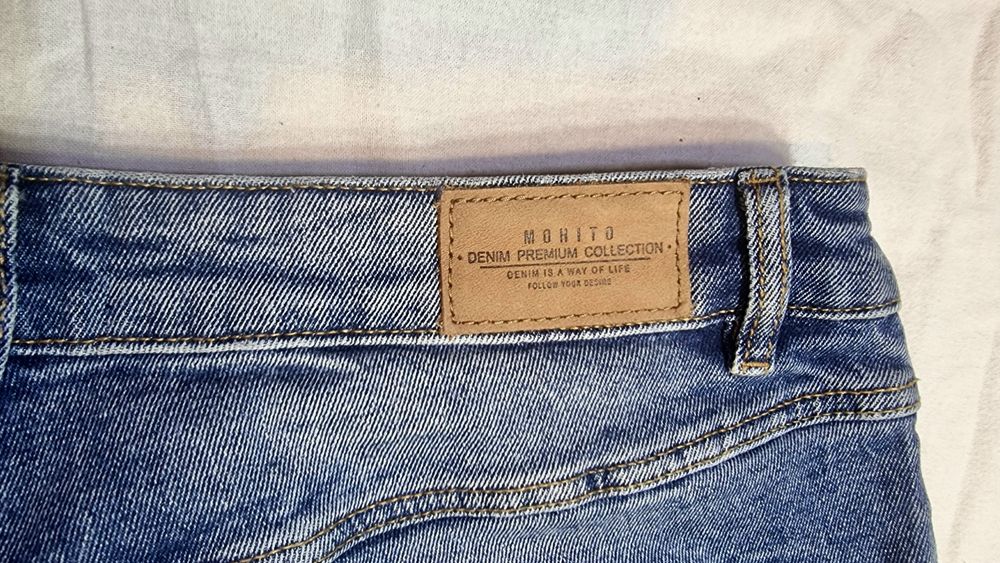 MOHITO
• DENIM PREMIUM COLLECTION •
DENIM IS A WAY OF LIFE
FOLLOW YOUR DESIRE